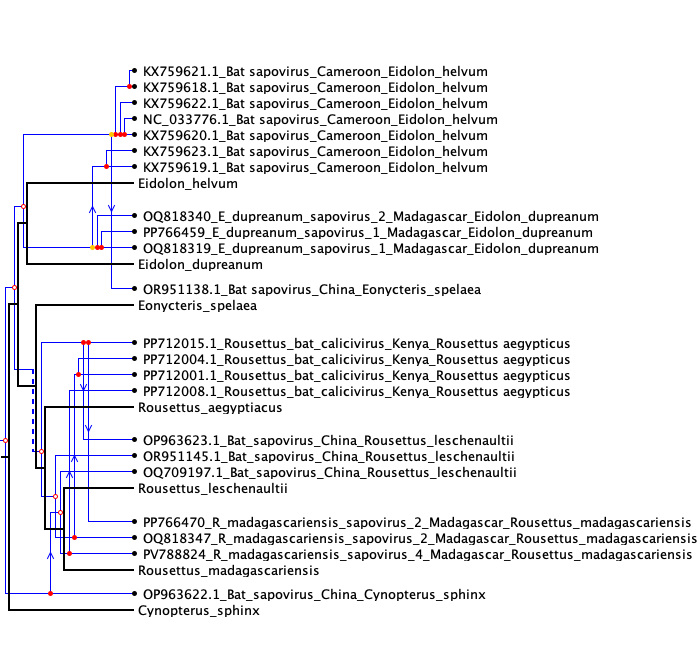 KX759621.1_Bat sapovirus_Cameroon_Eidolon_helvum
KX759618.1_Bat sapovirus_Cameroon_Eidolon_helvum
KX759622.1_Bat sapovirus_Cameroon_Eidolon_helvum
NC_033776.1_Bat sapovirus_Cameroon_Eidolon_helvum
KX759620.1_Bat sapovirus_Cameroon_Eidolon_helvum
KX759623.1_Bat sapovirus_Cameroon_Eidolon_helvum
KX759619.1_Bat sapovirus_Cameroon_Eidolon_helvum
Eidolon_helvum
OQ818340_E_dupreanum_sapovirus_2_Madagascar_Eidolon_dupreanum
PP766459_E_dupreanum_sapovirus_1_Madagascar_Eidolon_dupreanum
OQ818319_E_dupreanum_sapovirus_1_Madagascar_Eidolon_dupreanum
Eidolon_dupreanum
OR951138.1_Bat sapovirus_China_Eonycteris_spelaea
Eonycteris_spelaea
PP712015.1_Rousettus_bat_calicivirus_Kenya_Rousettus aegypticus
PP712004.1_Rousettus_bat_calicivirus_Kenya_Rousettus aegypticus
PP712001.1_Rousettus_bat_calicivirus_Kenya_Rousettus aegypticus
PP712008.1_Rousettus_bat_calicivirus_Kenya_Rousettus aegypticus
Rousettus_aegyptiacus
OP963623.1_Bat_sapovirus_China_Rousettus_leschenaultii
OR951145.1_Bat_sapovirus_China_Rousettus_leschenaultii
OQ709197.1_Bat_sapovirus_China_Rousettus_leschenaultii
Rousettus_leschenaultii
PP766470_R_madagascariensis_sapovirus_2_Madagascar_Rousettus_madagascariensis
OQ818347_R_madagascariensis_sapovirus_2_Madagascar_Rousettus_madagascariensis
PV788824_R_madagascariensis_sapovirus_4_Madagascar_Rousettus_madagascariensis
Rousettus_madagascariensis
OP963622.1_Bat_sapovirus_China_Cynopterus_sphinx
Cynopterus_sphinx